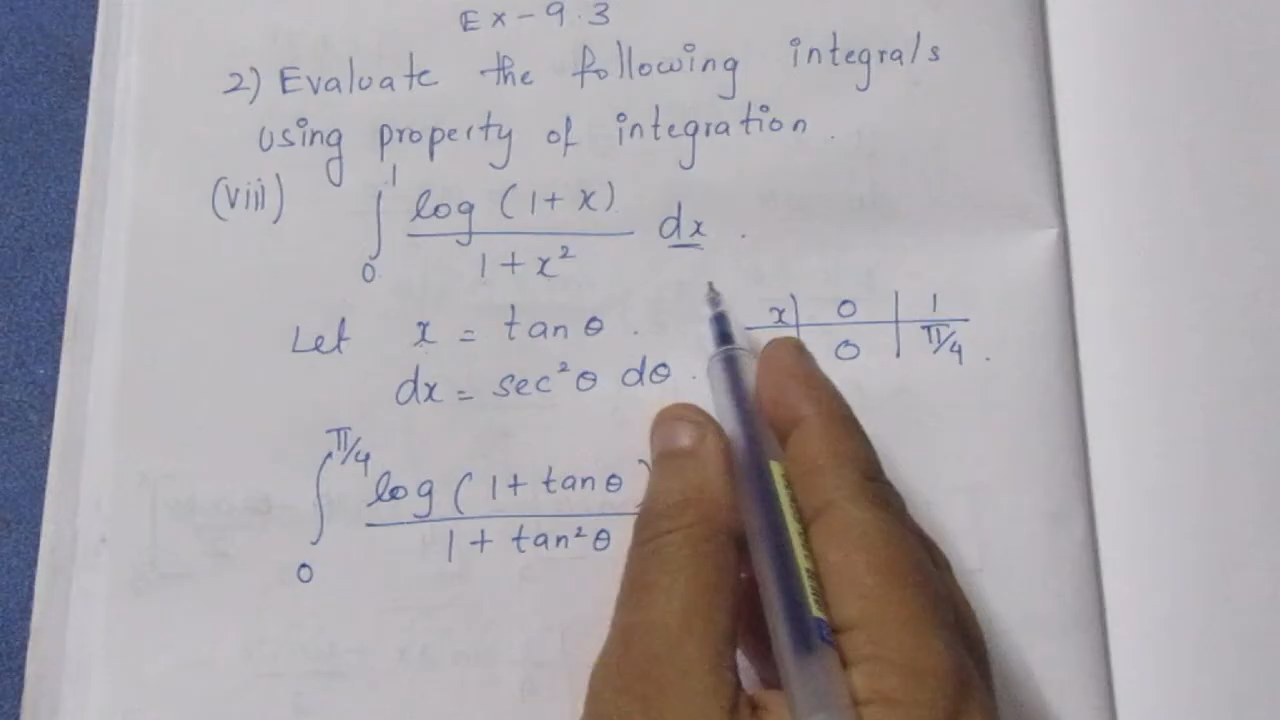 Ex-9.3
2) Evaluate the following integrals
using property of integration.
(viii) ∫₀¹ log (1+x) / 1+x² dx .
Let x = tan θ . x | 0 | 1
dx = sec²θ dθ . 0 | π/4 .
∫₀^π/4 log (1+ tan θ) / 1 + tan²θ